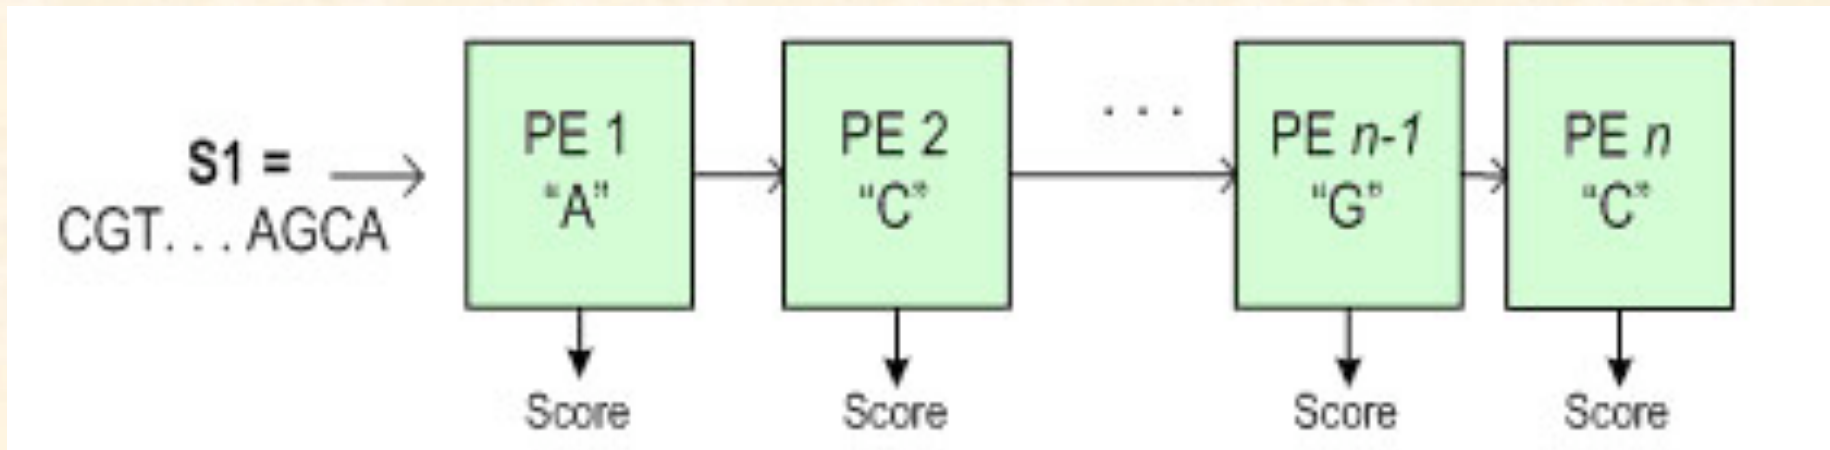 S1 =
CGT. . . AGCA
PE 1
"A"
Score
PE 2
"C"
Score
. . .
PE n-1
"G"
Score
PE n
"C"
Score